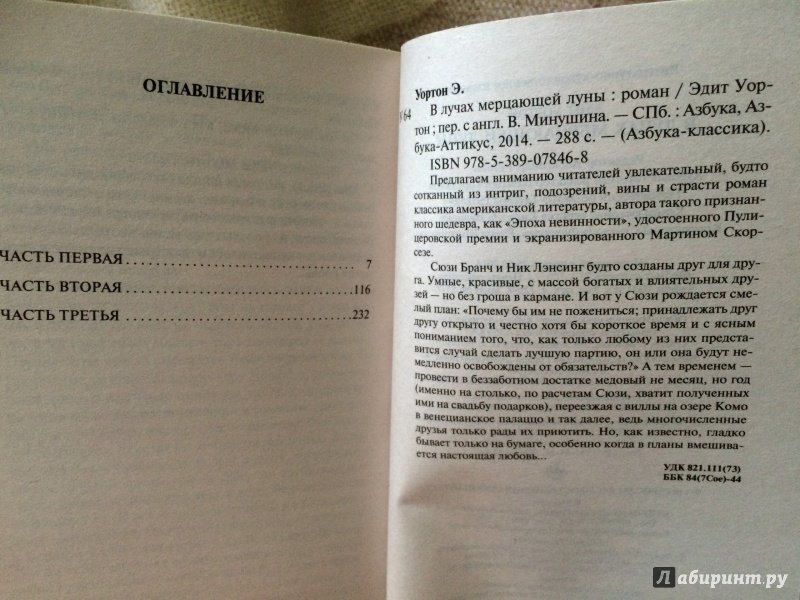 ОГЛАВЛЕНИЕ
ЧАСТЬ ПЕРВАЯ . . . . . . . . . . . . . . . . . . . . . . . . . . . . . 7
ЧАСТЬ ВТОРАЯ . . . . . . . . . . . . . . . . . . . . . . . . . . . . . 116
ЧАСТЬ ТРЕТЬЯ . . . . . . . . . . . . . . . . . . . . . . . . . . . . . 232
Уортон Э.
У 64
В лучах мерцающей луны : роман / Эдит Уор-
тон ; пер. с англ. В. Минушина. — СПб. : Азбука, Аз-
бука-Аттикус, 2014. — 288 с. — (Азбука-классика).
ISBN 978-5-389-07846-8
Предлагаем вниманию читателей увлекательный, будто
сотканный из интриг, подозрений, вины и страсти роман
классика американской литературы, автора такого признан-
ного шедевра, как «Эпоха невинности», удостоенного Пули-
церовской премии и экранизированного Мартином Скор-
сезе.
Сюзи Бранч и Ник Лэнсинг будто созданы друг для дру-
га. Умные, красивые, с массой богатых и влиятельных дру-
зей — но без гроша в кармане. И вот у Сюзи рождается сме-
лый план: «Почему бы им не пожениться; принадлежать друг
другу открыто и честно хотя бы короткое время и с ясным
пониманием того, что, как только любому из них предста-
вится случай сделать лучшую партию, он или она будут не-
медленно освобождены от обязательств?» А тем временем —
провести в беззаботном достатке медовый не месяц, но год
(именно на столько, по расчетам Сюзи, хватит полученных
ими на свадьбу подарков), переезжая с виллы на озере Комо
в венецианское палаццо и так далее, ведь многочисленные
друзья только рады их приютить. Но, как известно, гладко
бывает только на бумаге, особенно когда в планы вмешива-
ется настоящая любовь...
УДК 821.111(73)
ББК 84(7Сое)-44
Лабиринт.ру